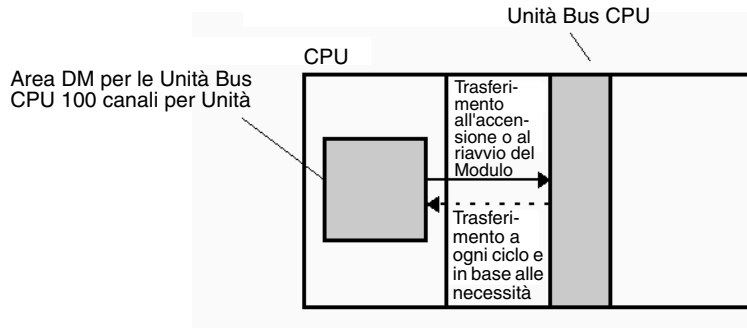 Unità Bus CPU
CPU
Area DM per le Unità Bus
CPU 100 canali per Unità
Trasferi-
mento
all'accen-
sione o al
riavvio del
Modulo
Trasferi-
mento a
ogni ciclo e
in base alle
necessità